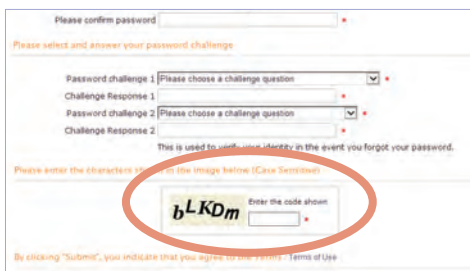 Please confirm password *
Please select and answer your password challenge
Password challenge 1 Please choose a challenge question *
Challenge Response 1 *
Password challenge 2 Please choose a challenge question *
Challenge Response 2 *
This is used to verify your identity in the event you forgot your password.
Please enter the characters shown in the image below (Case Sensitive)
Enter the code shown
bLKDm *
By clicking "Submit", you indicate that you agree to the Terms : Terms of Use